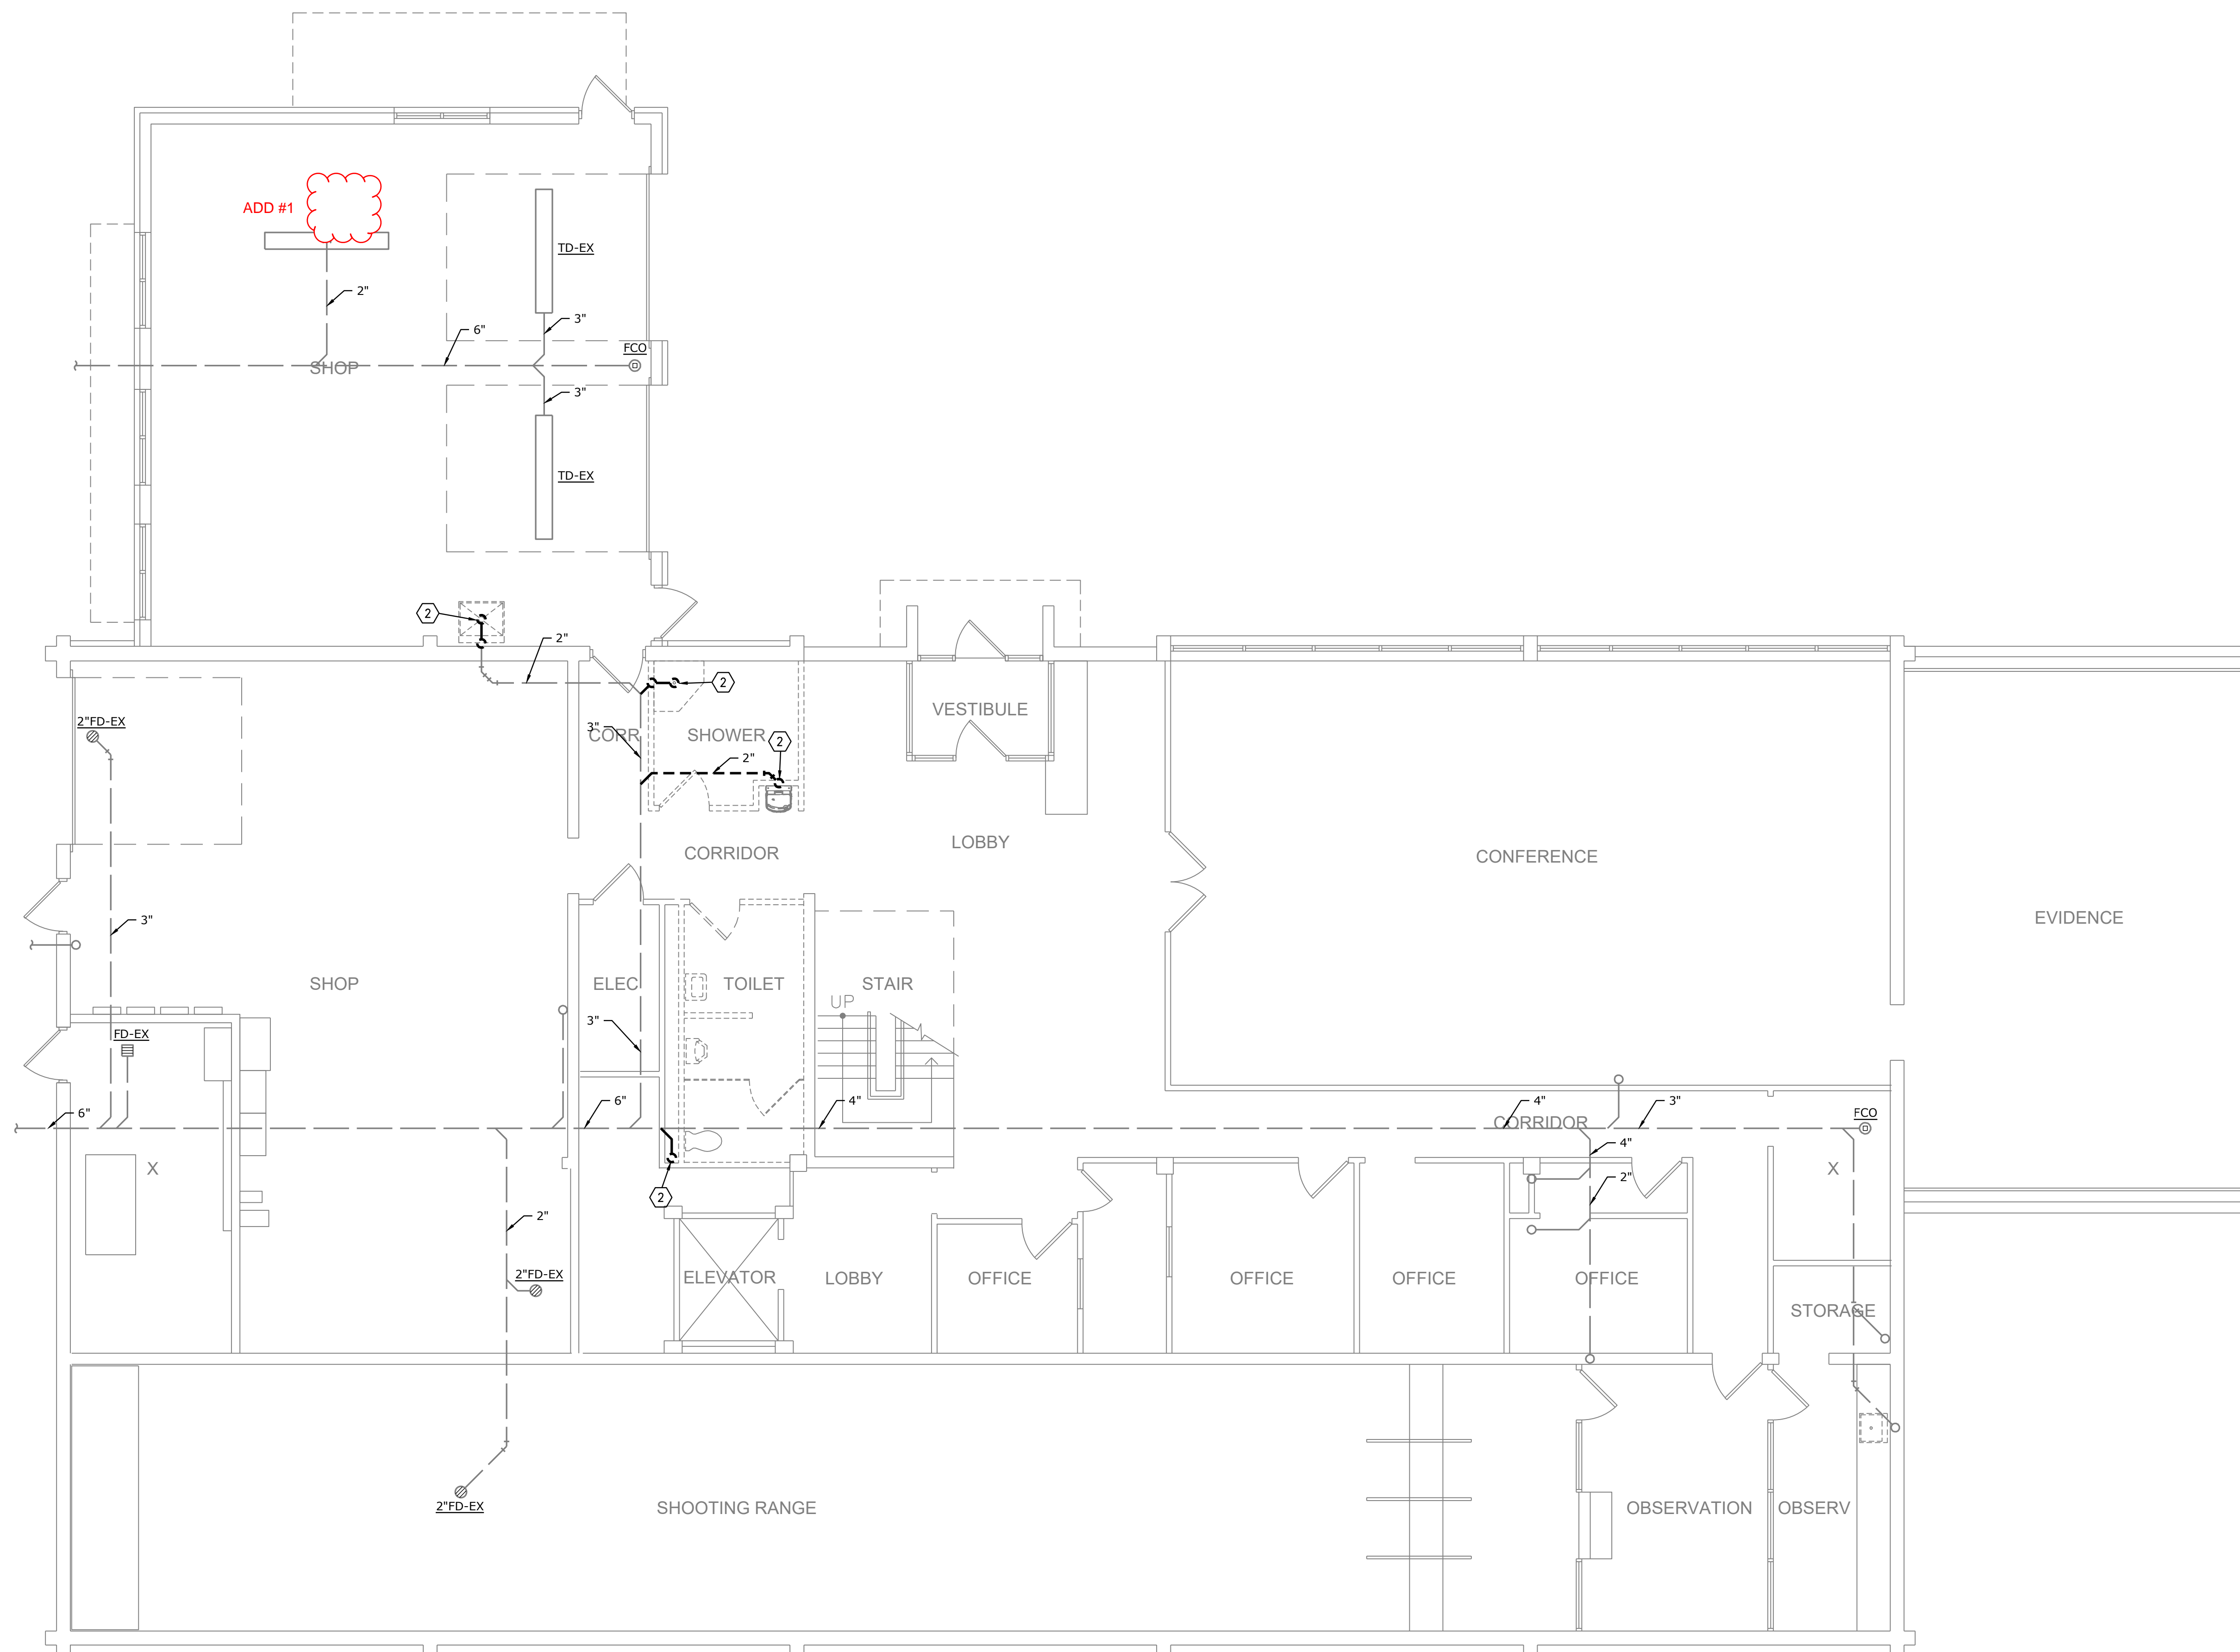 ADD #1
TD-EX
2"
3"
6"
FCO
SHOP
3"
TD-EX
2
2"
2
2"FD-EX
VESTIBULE
3"
CORR
SHOWER
2
2"
LOBBY
CORRIDOR
CONFERENCE
3"
EVIDENCE
SHOP
ELEC
TOILET
STAIR
UP
3"
FD-EX
6"
6"
4"
4"
3"
FCO
CORRIDOR
4"
X
X
2"
2
2"
2"FD-EX
ELEVATOR
LOBBY
OFFICE
OFFICE
OFFICE
OFFICE
STORAGE
2"FD-EX
SHOOTING RANGE
OBSERVATION
OBSERV